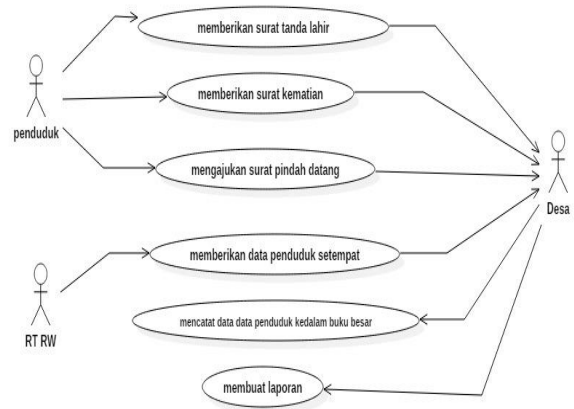 memberikan surat tanda lahir
memberikan surat kematian
penduduk
mengajukan surat pindah datang
Desa
memberikan data penduduk setempat
RT RW
mencatat data data penduduk kedalam buku besar
membuat laporan